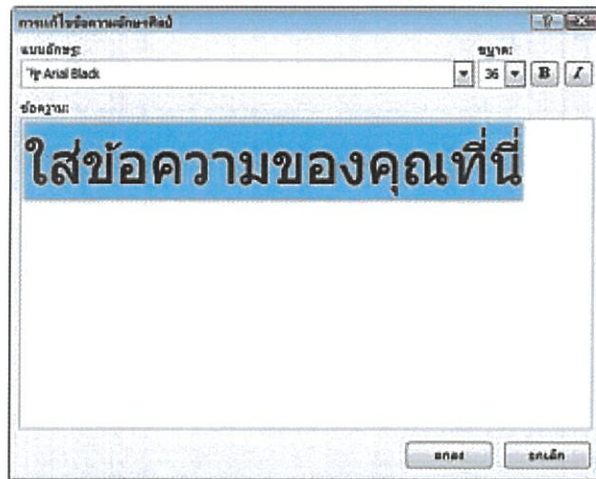 การแก้ไขข้อความอักษรศิลป์
แบบอักษร: ขนาด:
Arial Black 36 B I
ข้อความ:
ใส่ข้อความของคุณที่นี่
ตกลง ยกเลิก